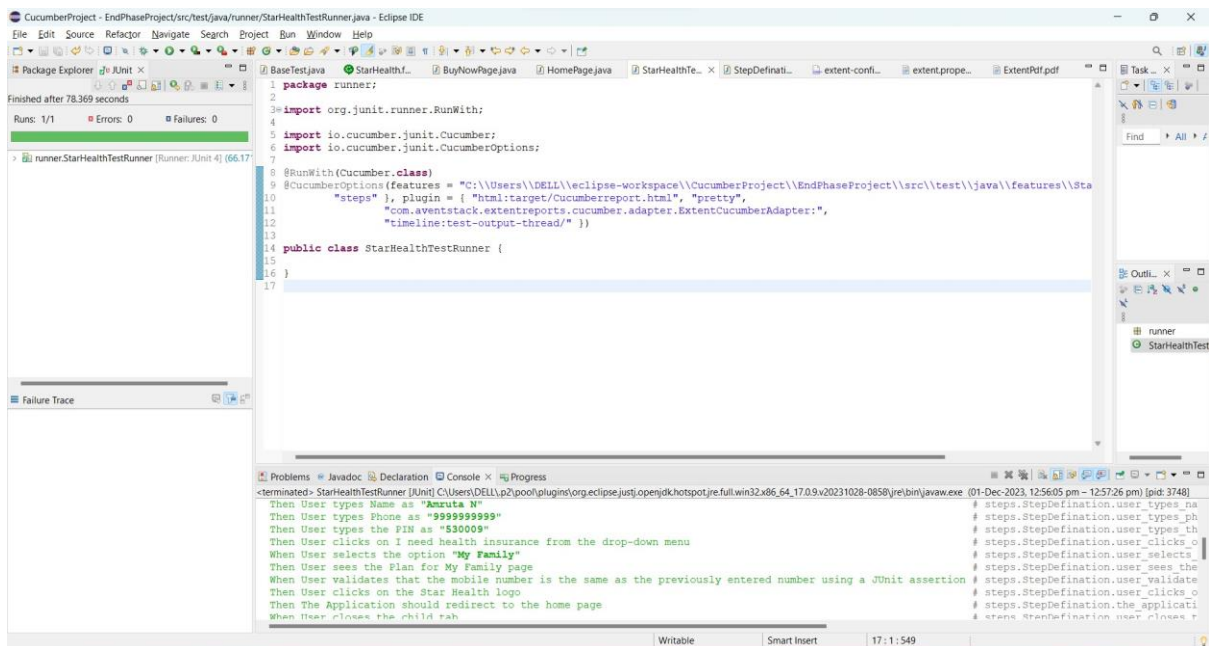 CucumberProject - EndPhaseProject/src/test/java/runner/StarHealthTestRunner.java - Eclipse IDE
File Edit Source Refactor Navigate Search Project Run Window Help
Package Explorer JUnit
BaseTest.java StarHealth.f... BuyNowPage.java HomePage.java StarHealthTe... StepDefinati... extent-confi... extent.prope... ExtentPdf.pdf
Task ...
Finished after 78.369 seconds
Runs: 1/1 Errors: 0 Failures: 0
runner.StarHealthTestRunner [Runner: JUnit 4] (66.17
Find All
1 package runner;
2
3 import org.junit.runner.RunWith;
4
5 import io.cucumber.junit.Cucumber;
6 import io.cucumber.junit.CucumberOptions;
7
8 @RunWith(Cucumber.class)
9 @CucumberOptions(features = "C:\\Users\\DELL\\eclipse-workspace\\CucumberProject\\EndPhaseProject\\src\\test\\java\\features\\Sta
10 "steps" }, plugin = { "html:target/Cucumberreport.html", "pretty",
11 "com.aventstack.extentreports.cucumber.adapter.ExtentCucumberAdapter:",
12 "timeline:test-output-thread/" })
13
14 public class StarHealthTestRunner {
15
16 }
17
Outli...
runner
StarHealthTest
Failure Trace
Problems Javadoc Declaration Console Progress
<terminated> StarHealthTestRunner [JUnit] C:\Users\DELL\.p2\pool\plugins\org.eclipse.justj.openjdk.hotspot.jre.full.win32.x86_64_17.0.9.v20231028-0858\jre\bin\javaw.exe (01-Dec-2023, 12:56:05 pm – 12:57:26 pm) [pid: 3748]
Then User types Name as "Amruta N" # steps.StepDefination.user_types_na
Then User types Phone as "9999999999" # steps.StepDefination.user_types_ph
Then User types the PIN as "530009" # steps.StepDefination.user_types_th
Then User clicks on I need health insurance from the drop-down menu # steps.StepDefination.user_clicks_o
When User selects the option "My Family" # steps.StepDefination.user_selects_
Then User sees the Plan for My Family page # steps.StepDefination.user_sees_the
When User validates that the mobile number is the same as the previously entered number using a JUnit assertion # steps.StepDefination.user_validate
Then User clicks on the Star Health logo # steps.StepDefination.user_clicks_o
Then The Application should redirect to the home page # steps.StepDefination.the_applicati
When User closes the child tab # steps.StepDefination.user_closes_t
Writable Smart Insert 17 : 1 : 549